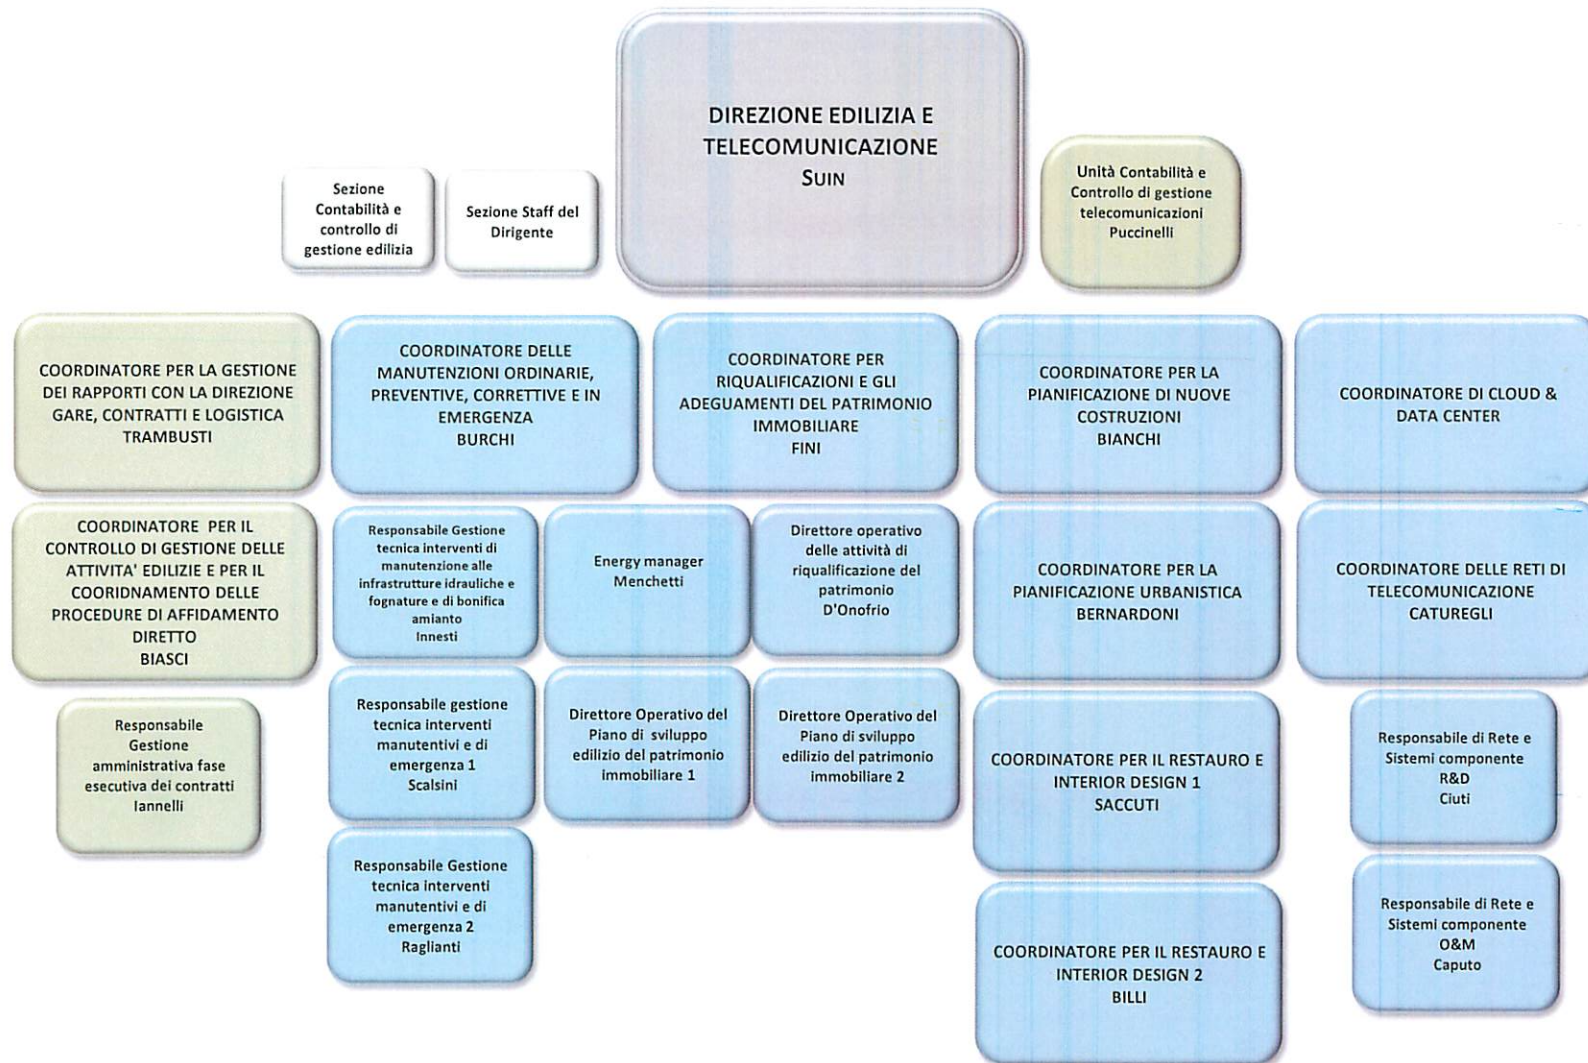 DIREZIONE EDILIZIA E
TELECOMUNICAZIONE
SUIN
Sezione
Contabilità e
controllo di
gestione edilizia
Sezione Staff del
Dirigente
Unità Contabilità e
Controllo di gestione
telecomunicazioni
Puccinelli
COORDINATORE PER LA GESTIONE
DEI RAPPORTI CON LA DIREZIONE
GARE, CONTRATTI E LOGISTICA
TRAMBUSTI
COORDINATORE DELLE
MANUTENZIONI ORDINARIE,
PREVENTIVE, CORRETTIVE E IN
EMERGENZA
BURCHI
COORDINATORE PER
RIQUALIFICAZIONI E GLI
ADEGUAMENTI DEL PATRIMONIO
IMMOBILIARE
FINI
COORDINATORE PER LA
PIANIFICAZIONE DI NUOVE
COSTRUZIONI
BIANCHI
COORDINATORE DI CLOUD &
DATA CENTER
COORDINATORE PER IL
CONTROLLO DI GESTIONE DELLE
ATTIVITA' EDILIZIE E PER IL
COORIDNAMENTO DELLE
PROCEDURE DI AFFIDAMENTO
DIRETTO
BIASCI
Responsabile Gestione
tecnica interventi di
manutenzione alle
infrastrutture idrauliche e
fognature e di bonifica
amianto
Innesti
Energy manager
Menchetti
Direttore operativo
delle attività di
riqualificazione del
patrimonio
D'Onofrio
COORDINATORE PER LA
PIANIFICAZIONE URBANISTICA
BERNARDONI
COORDINATORE DELLE RETI DI
TELECOMUNICAZIONE
CATUREGLI
Responsabile
Gestione
amministrativa fase
esecutiva dei contratti
Iannelli
Responsabile gestione
tecnica interventi
manutentivi e di
emergenza 1
Scalsini
Direttore Operativo del
Piano di sviluppo
edilizio del patrimonio
immobiliare 1
Direttore Operativo del
Piano di sviluppo
edilizio del patrimonio
immobiliare 2
COORDINATORE PER IL RESTAURO E
INTERIOR DESIGN 1
SACCUTI
Responsabile di Rete e
Sistemi componente
R&D
Ciuti
Responsabile Gestione
tecnica interventi
manutentivi e di
emergenza 2
Raglianti
COORDINATORE PER IL RESTAURO E
INTERIOR DESIGN 2
BILLI
Responsabile di Rete e
Sistemi componente
O&M
Caputo